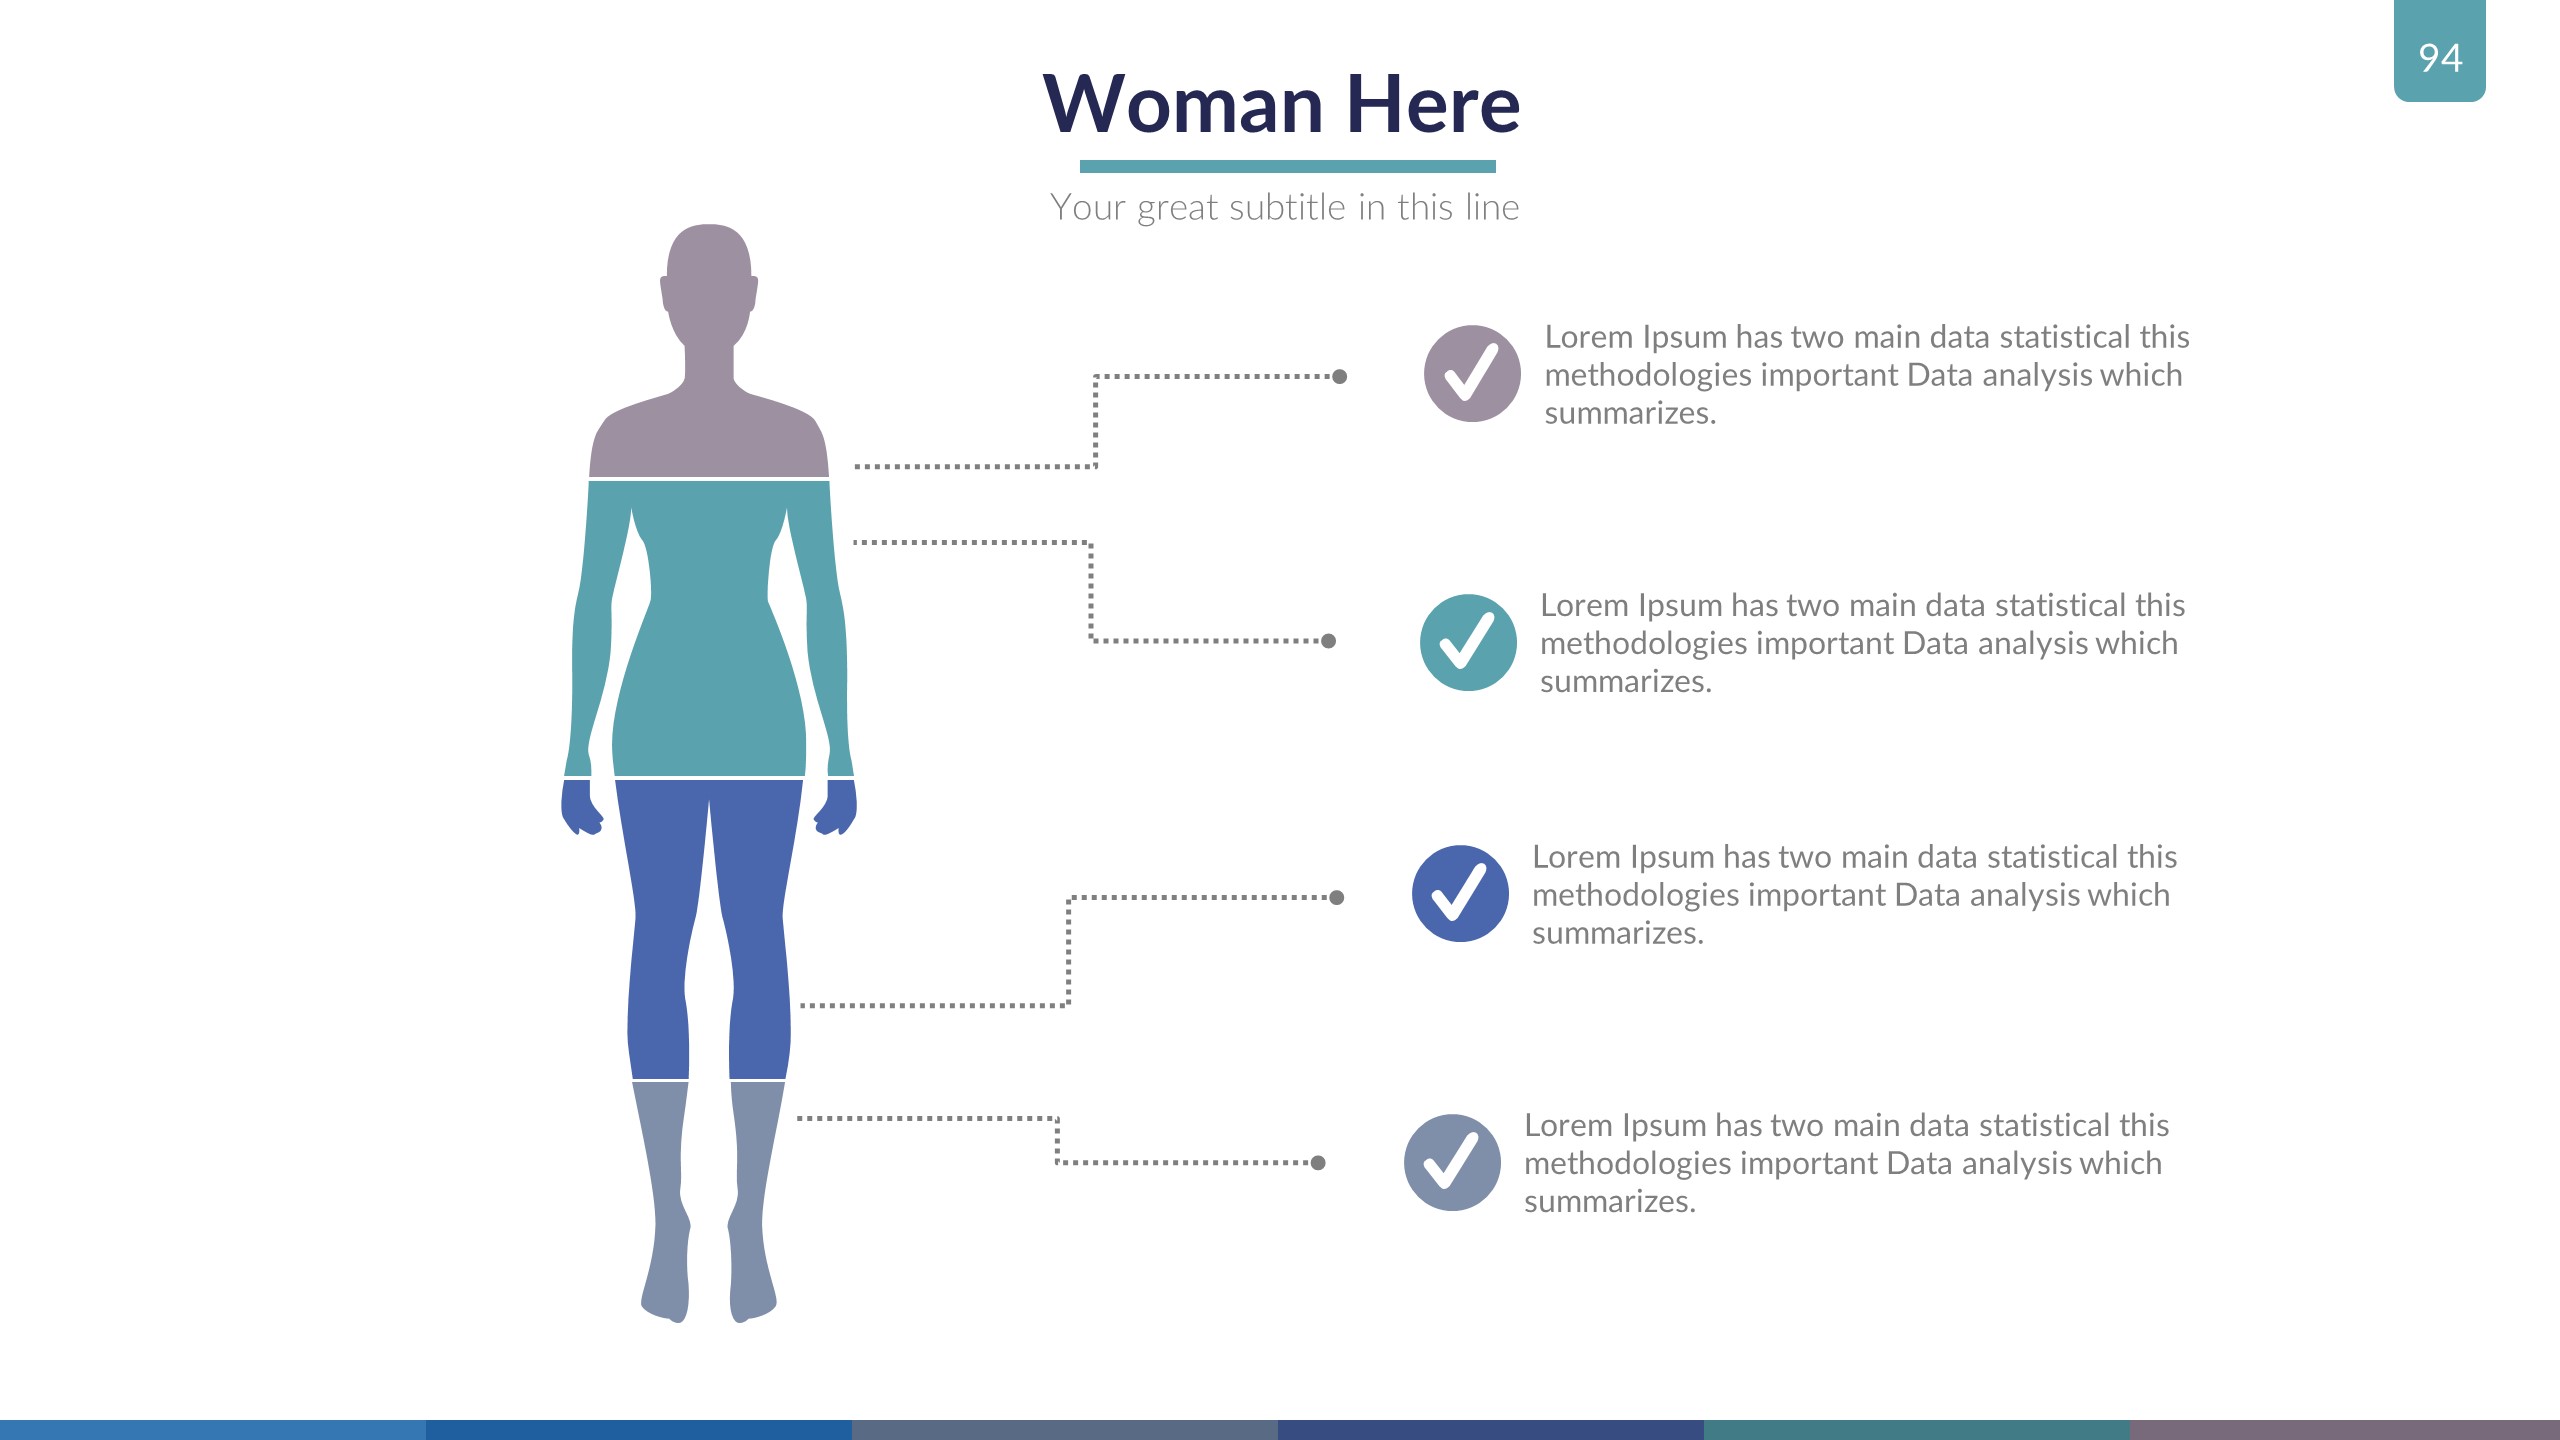 94
Woman Here
Your great subtitle in this line
Lorem Ipsum has two main data statistical this
methodologies important Data analysis which
summarizes.
Lorem Ipsum has two main data statistical this
methodologies important Data analysis which
summarizes.
Lorem Ipsum has two main data statistical this
methodologies important Data analysis which
summarizes.
Lorem Ipsum has two main data statistical this
methodologies important Data analysis which
summarizes.